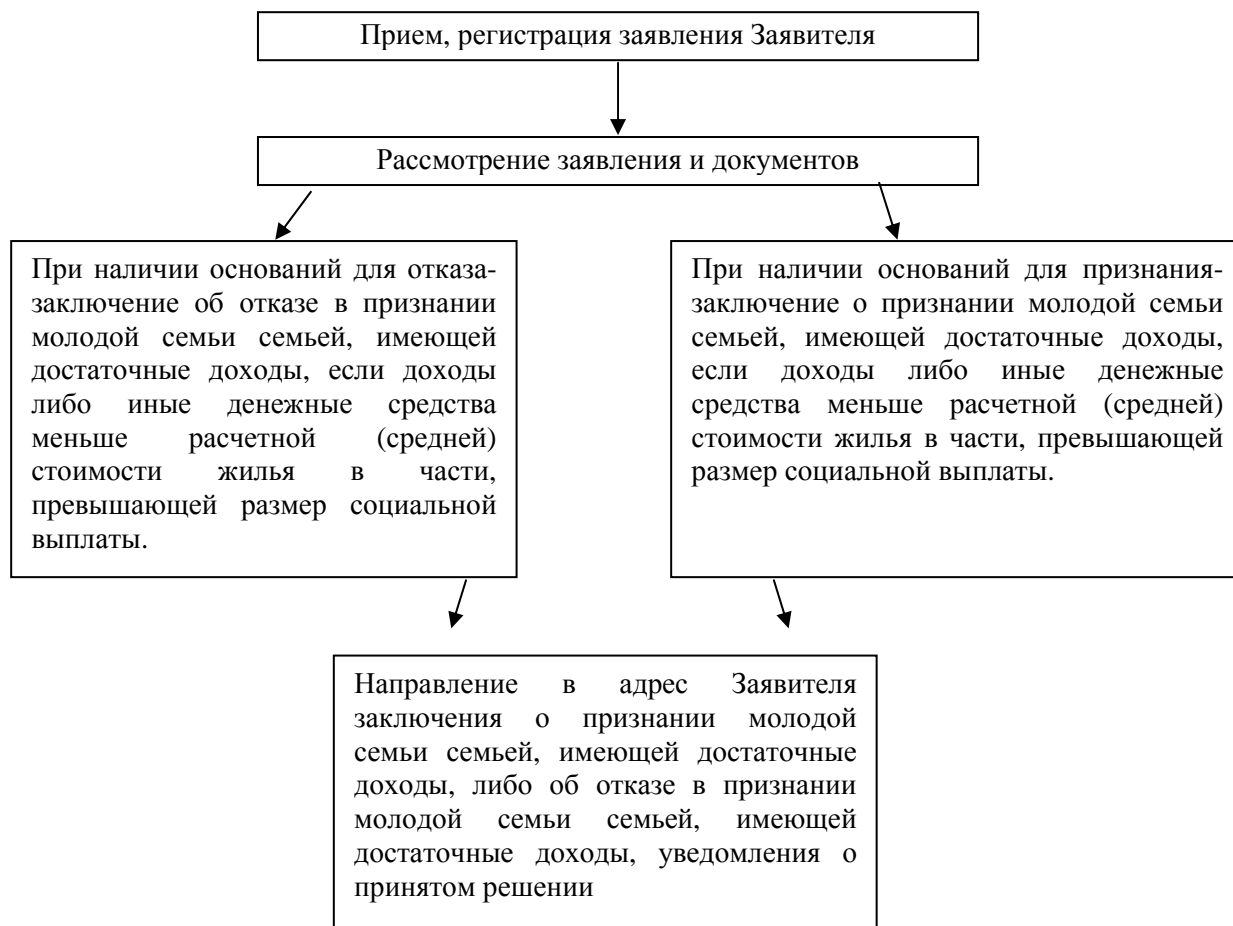 Прием, регистрация заявления Заявителя
Рассмотрение заявления и документов
При наличии оснований для отказа-
заключение об отказе в признании
молодой семьи семьей, имеющей
достаточные доходы, если доходы
либо иные денежные средства
меньше расчетной (средней)
стоимости жилья в части,
превышающей размер социальной
выплаты.
При наличии оснований для признания-
заключение о признании молодой семьи
семьей, имеющей достаточные доходы,
если доходы либо иные денежные
средства меньше расчетной (средней)
стоимости жилья в части, превышающей
размер социальной выплаты.
Направление в адрес Заявителя
заключения о признании молодой
семьи семьей, имеющей достаточные
доходы, либо об отказе в признании
молодой семьи семьей, имеющей
достаточные доходы, уведомления о
принятом решении